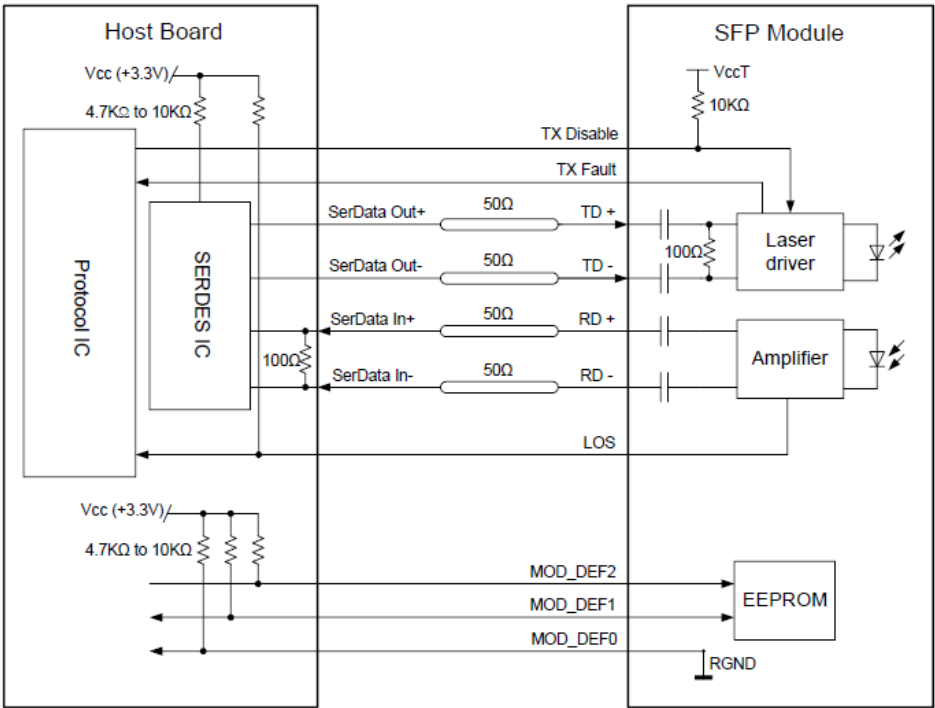 Host Board
SFP Module
Vcc (+3.3V)
VccT
4.7KΩ to 10KΩ
10KΩ
TX Disable
TX Fault
SerData Out+
50Ω
TD +
SERDES IC
Protocol IC
100Ω
Laser
driver
SerData Out-
50Ω
TD -
SerData In+
50Ω
RD +
100Ω
Amplifier
SerData In-
50Ω
RD -
LOS
Vcc (+3.3V)
4.7KΩ to 10KΩ
MOD_DEF2
EEPROM
MOD_DEF1
MOD_DEF0
RGND